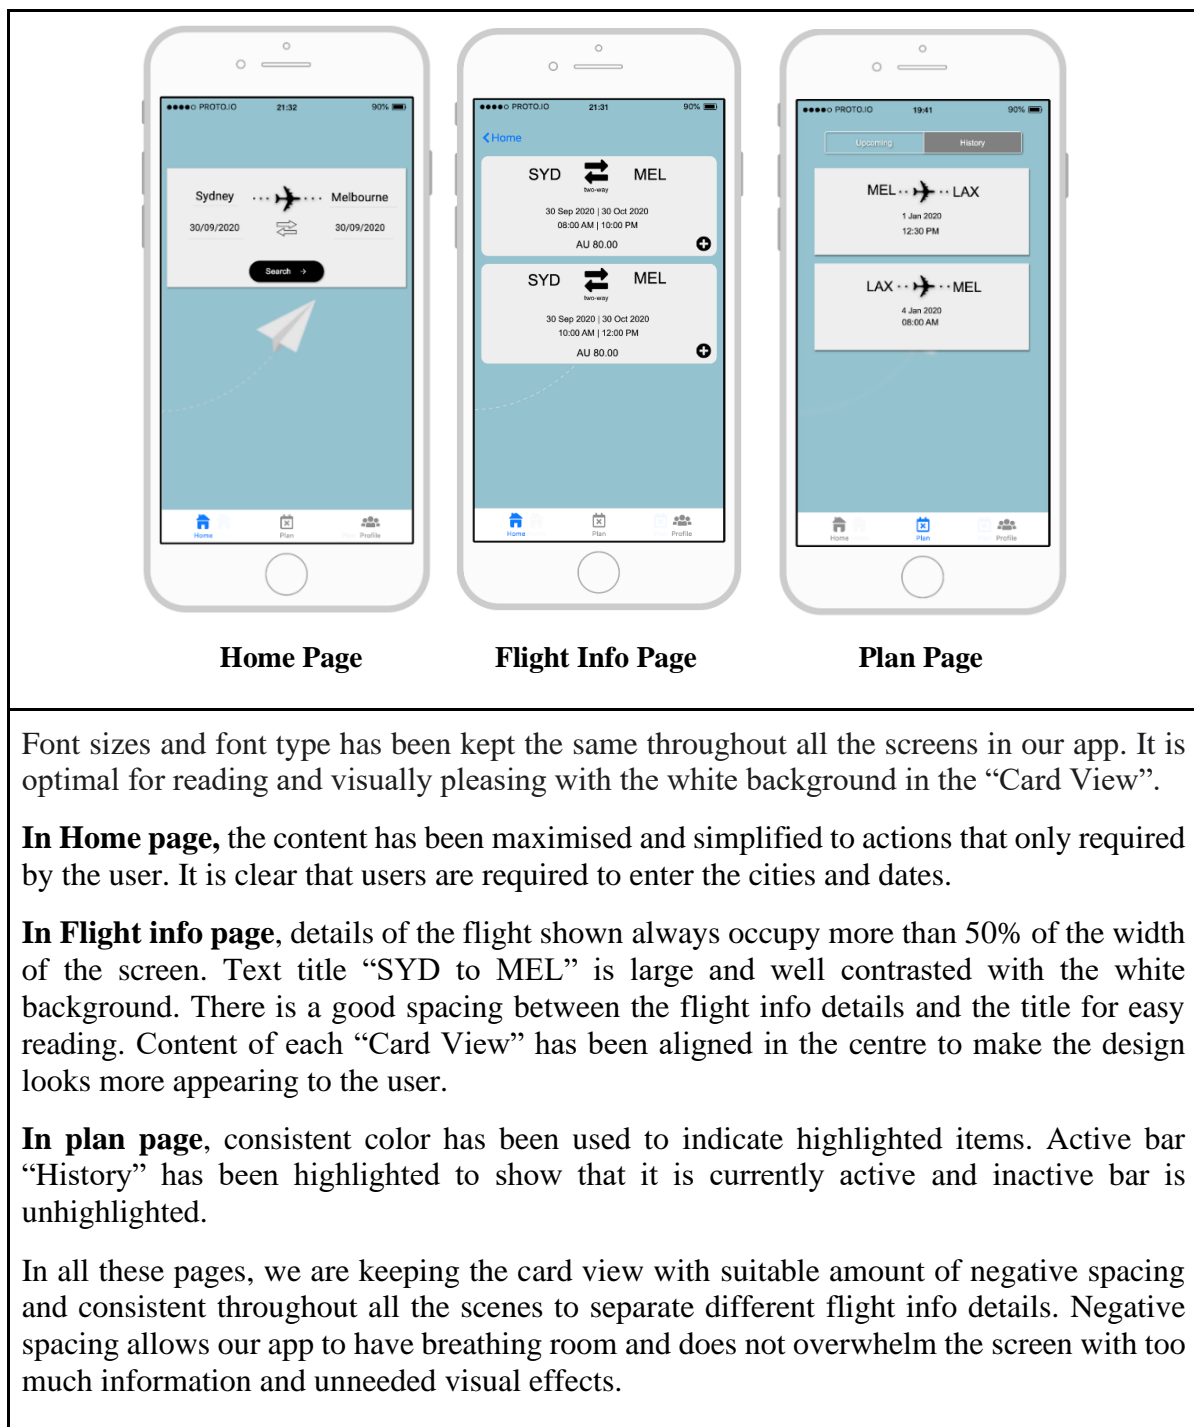 ●●●●○ PROTO.IO 21:32 90%
Sydney Melbourne
30/09/2020 30/09/2020
Search →
Home Plan Profile
●●●●○ PROTO.IO 21:31 90%
Home
SYD MEL
two-way
30 Sep 2020 | 30 Oct 2020
08:00 AM | 10:00 PM
AU 80.00
SYD MEL
two-way
30 Sep 2020 | 30 Oct 2020
10:00 AM | 12:00 PM
AU 80.00
Home Plan Profile
●●●●○ PROTO.IO 19:41 90%
Upcoming History
MEL LAX
1 Jan 2020
12:30 PM
LAX MEL
4 Jan 2020
08:00 AM
Home Plan Profile
Home Page Flight Info Page Plan Page
Font sizes and font type has been kept the same throughout all the screens in our app. It is
optimal for reading and visually pleasing with the white background in the “Card View”.
In Home page, the content has been maximised and simplified to actions that only required
by the user. It is clear that users are required to enter the cities and dates.
In Flight info page, details of the flight shown always occupy more than 50% of the width
of the screen. Text title “SYD to MEL” is large and well contrasted with the white
background. There is a good spacing between the flight info details and the title for easy
reading. Content of each “Card View” has been aligned in the centre to make the design
looks more appearing to the user.
In plan page, consistent color has been used to indicate highlighted items. Active bar
“History” has been highlighted to show that it is currently active and inactive bar is
unhighlighted.
In all these pages, we are keeping the card view with suitable amount of negative spacing
and consistent throughout all the scenes to separate different flight info details. Negative
spacing allows our app to have breathing room and does not overwhelm the screen with too
much information and unneeded visual effects.